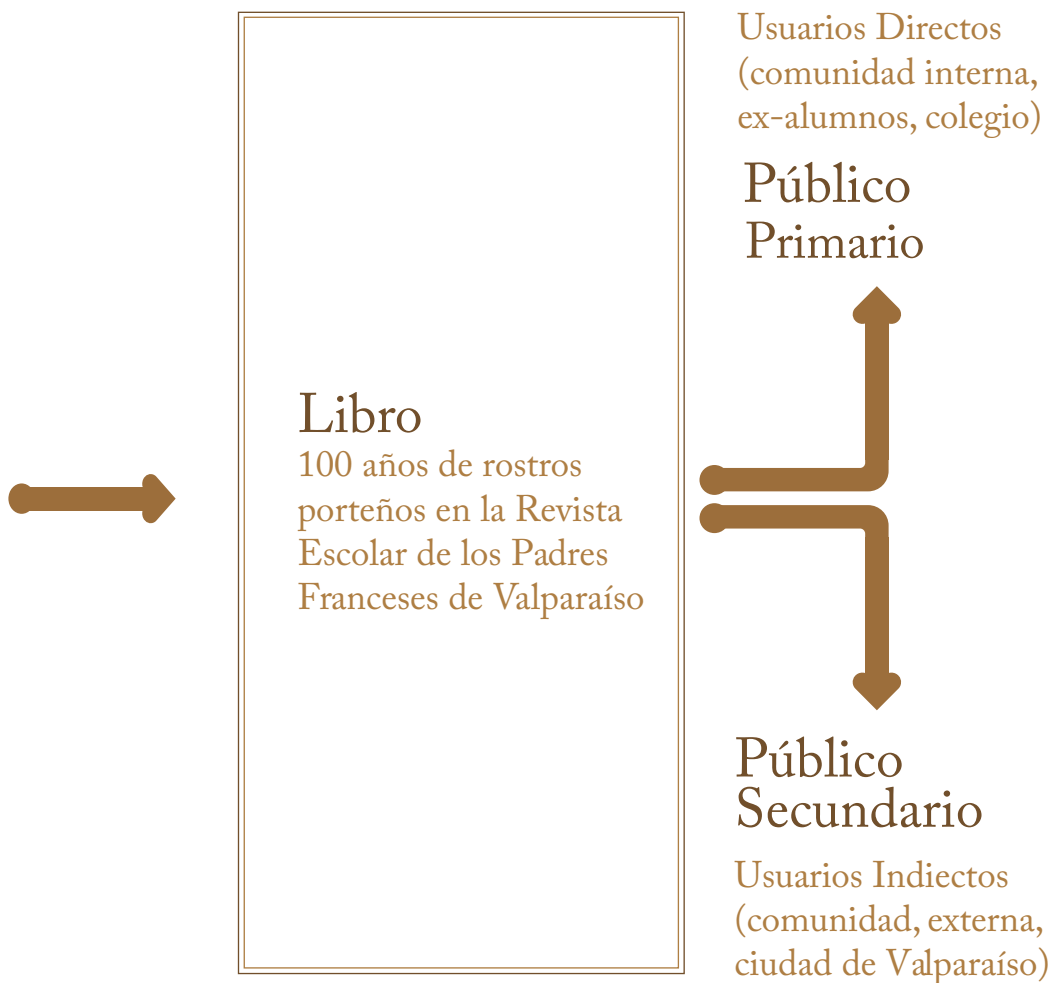 Usuarios Directos
(comunidad interna,
ex-alumnos, colegio)
Público
Primario
Libro
100 años de rostros
porteños en la Revista
Escolar de los Padres
Franceses de Valparaíso
Público
Secundario
Usuarios Indiectos
(comunidad, externa,
ciudad de Valparaíso)